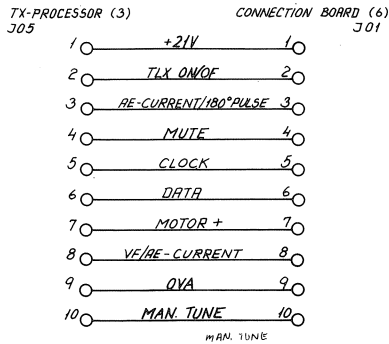 TX-PROCESSOR (3) CONNECTION BOARD (6)
J05 J01
1 +21V 1
2 TLX ON/OF 2
3 AE-CURRENT/180°PULSE 3
4 MUTE 4
5 CLOCK 5
6 DATA 6
7 MOTOR + 7
8 VF/AE-CURRENT 8
9 OVA 9
10 MAN. TUNE 10
MAN. TUNE